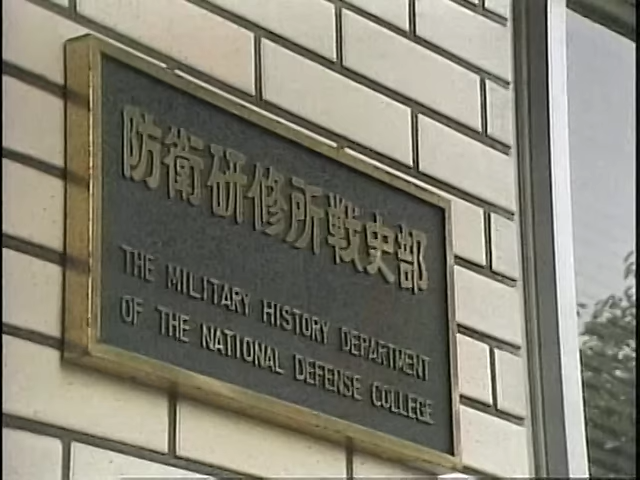 防衛研修所戦史部
THE MILITARY HISTORY DEPARTMENT
OF THE NATIONAL DEFENSE COLLEGE